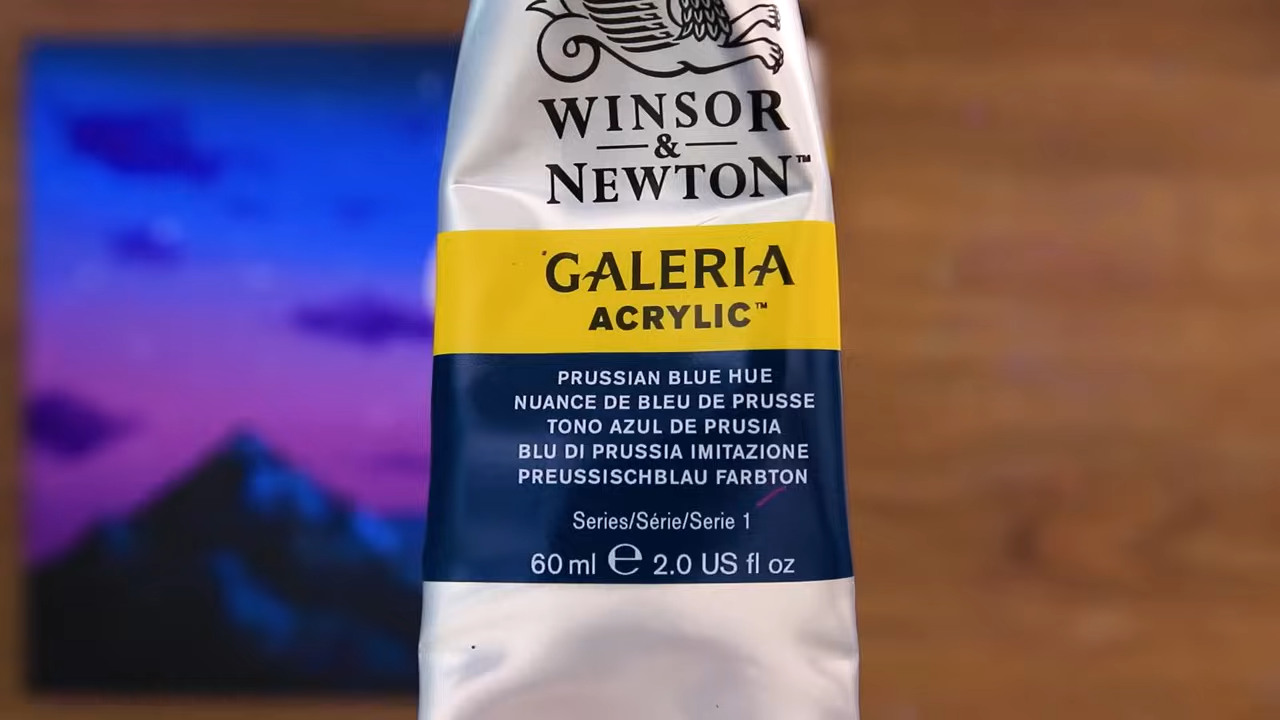 WINSOR
&
NEWTON™
GALERIA
ACRYLIC™
PRUSSIAN BLUE HUE
NUANCE DE BLEU DE PRUSSE
TONO AZUL DE PRUSIA
BLU DI PRUSSIA IMITAZIONE
PREUSSISCHBLAU FARBTON
Series/Série/Serie 1
60 ml ℮ 2.0 US fl oz